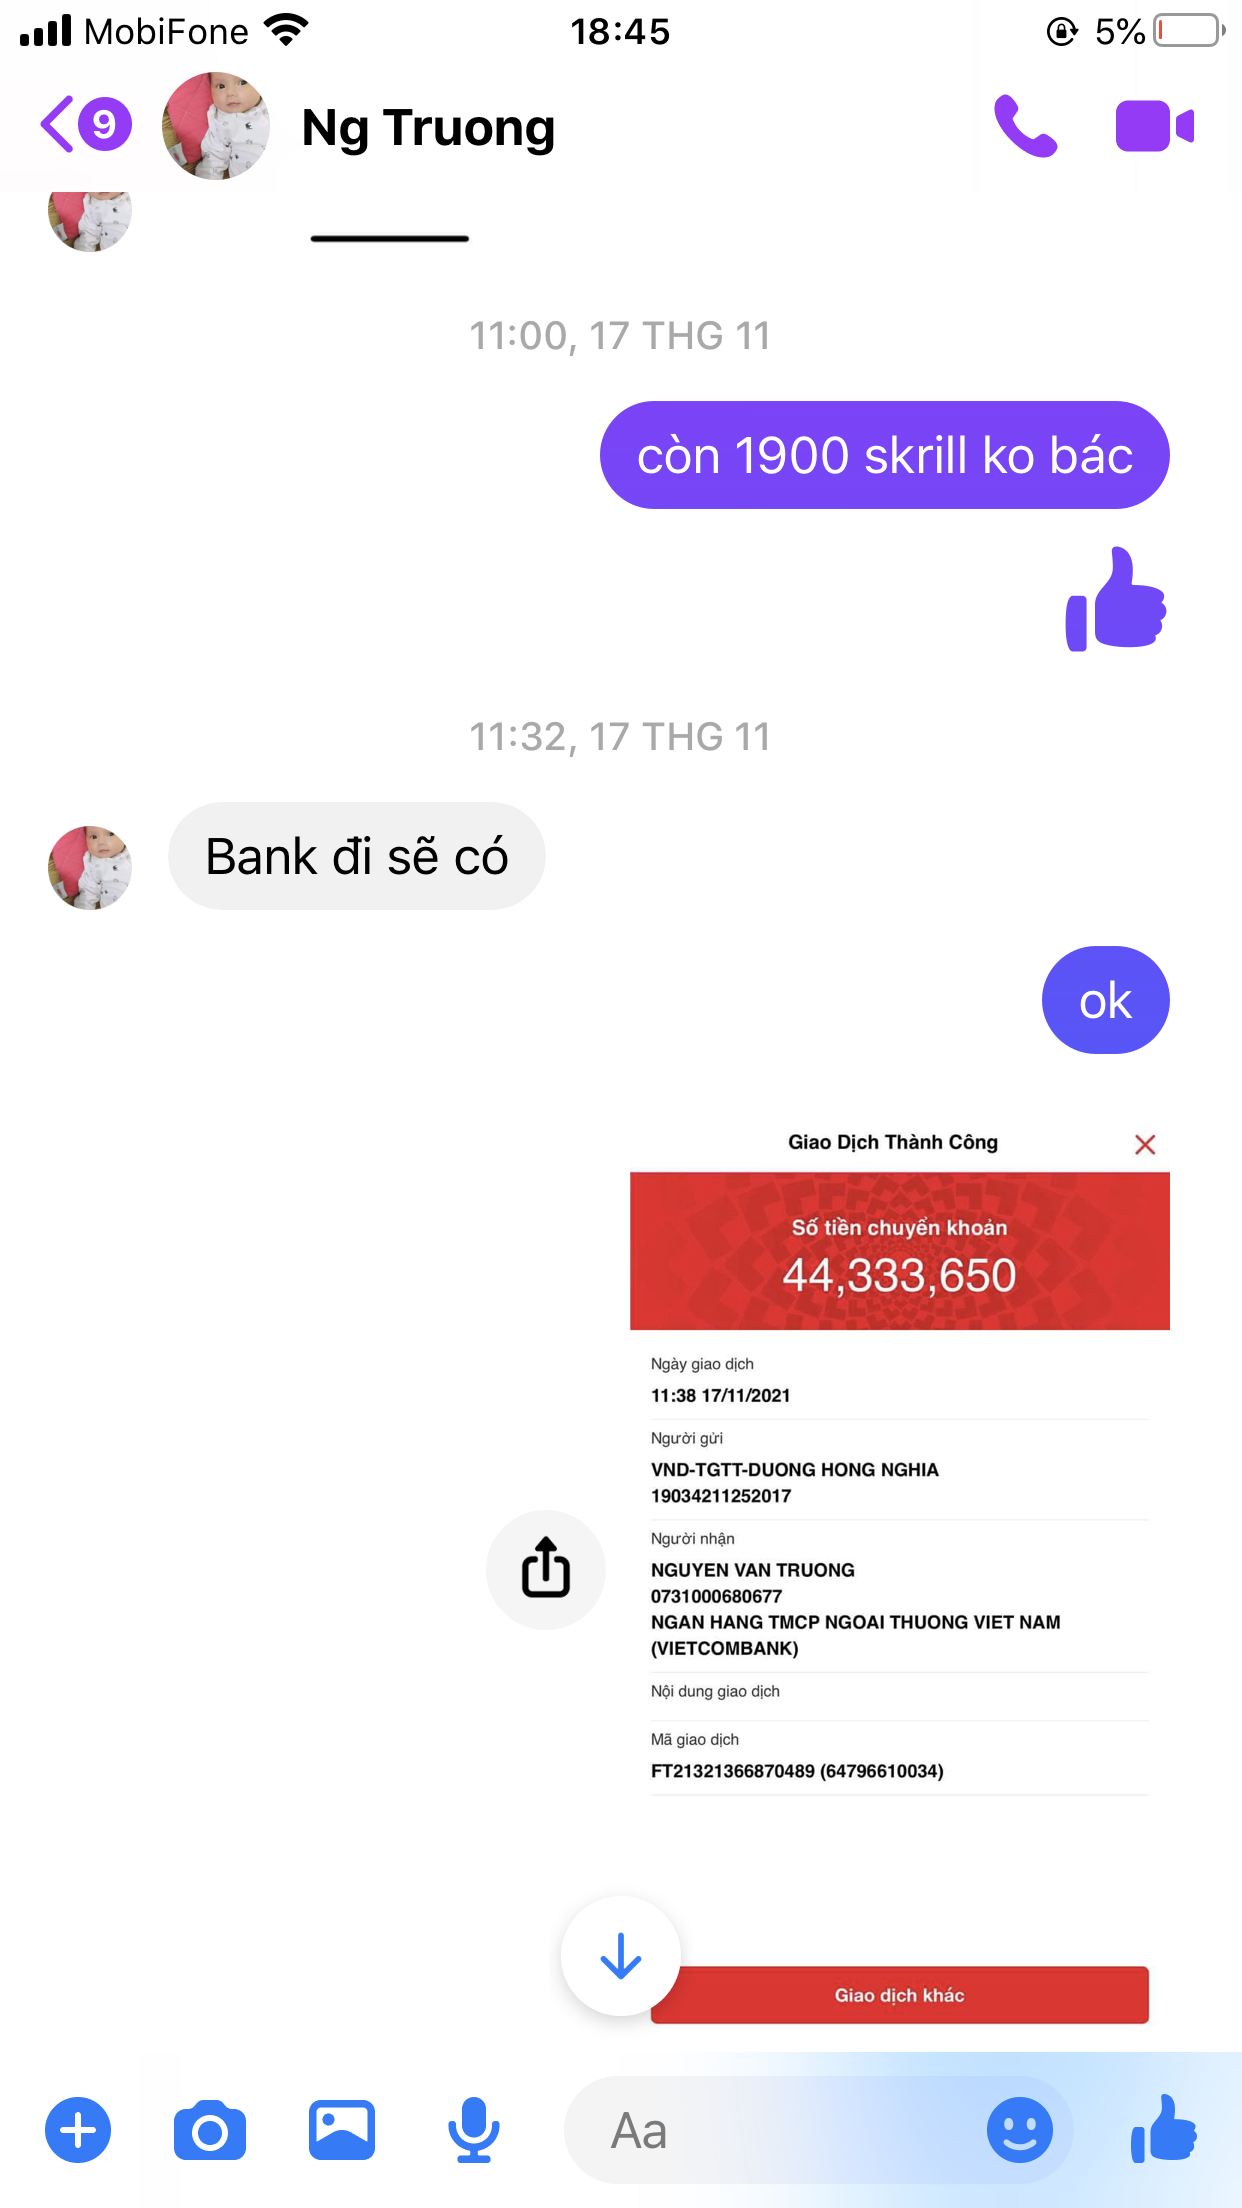 MobiFone
18:45
5%
9
Ng Truong
11:00, 17 THG 11
còn 1900 skrill ko bác
11:32, 17 THG 11
Bank đi sẽ có
ok
Giao Dịch Thành Công
Số tiền chuyển khoản
44,333,650
Ngày giao dịch
11:38 17/11/2021
Người gửi
VND-TGTT-DUONG HONG NGHIA
19034211252017
Người nhận
NGUYEN VAN TRUONG
0731000680677
NGAN HANG TMCP NGOAI THUONG VIET NAM
(VIETCOMBANK)
Nội dung giao dịch
Mã giao dịch
FT21321366870489 (64796610034)
Giao dịch khác
Aa